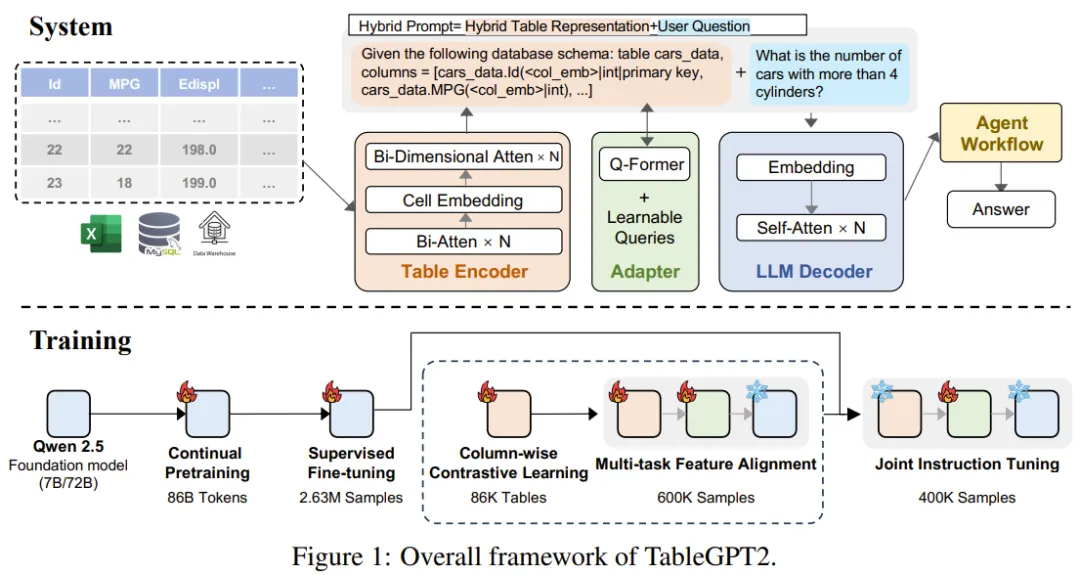 System
Hybrid Prompt= Hybrid Table Representation+User Question
Given the following database schema: table cars_data,
columns = [cars_data.Id(<col_emb>|int|primary key,
cars_data.MPG(<col_emb>|int), ...]
+
What is the number of
cars with more than 4
cylinders?
Id MPG Edispl …
… … … …
22 22 198.0 …
23 18 199.0 …
X
MySQL
Data Warehouse
Bi-Dimensional Atten × N
Cell Embedding
Bi-Atten × N
Table Encoder
Q-Former
+
Learnable
Queries
Adapter
Embedding
Self-Atten × N
LLM Decoder
Agent
Workflow
Answer
Training
Qwen 2.5
Foundation model
(7B/72B)
Continual
Pretraining
86B Tokens
Supervised
Fine-tuning
2.63M Samples
Column-wise
Contrastive Learning
86K Tables
Multi-task Feature Alignment
600K Samples
Joint Instruction Tuning
400K Samples
Figure 1: Overall framework of TableGPT2.